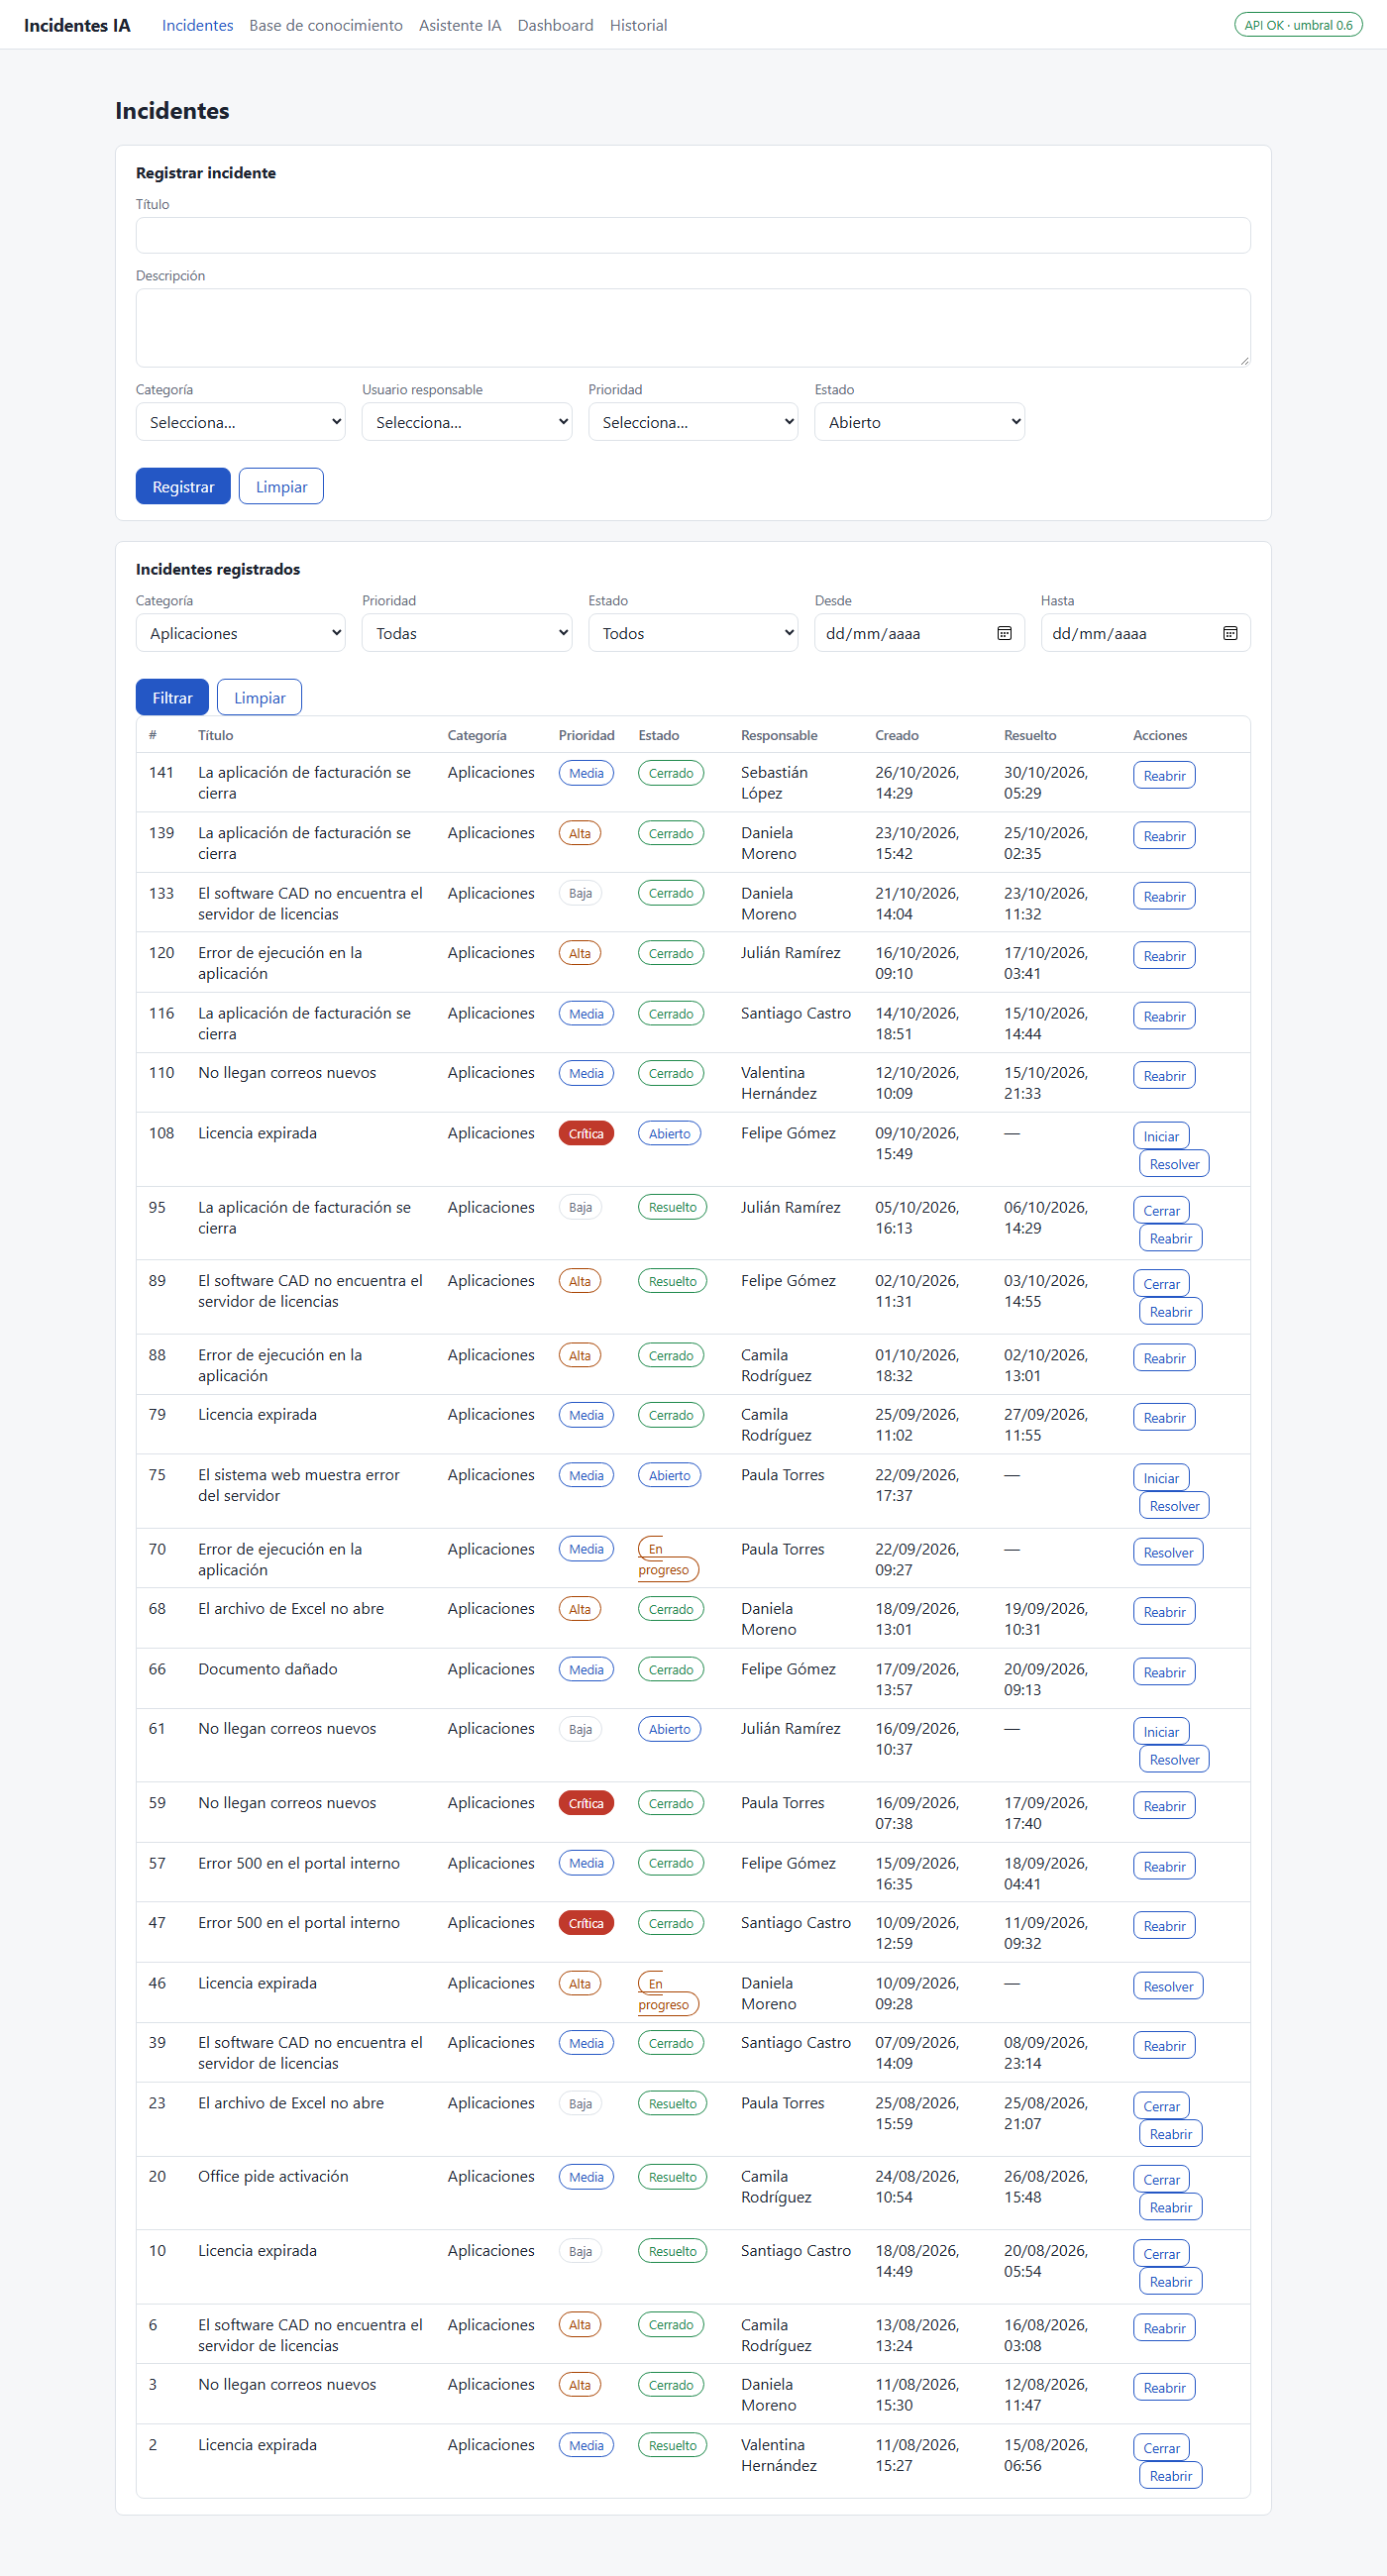 Incidentes IA Incidentes Base de conocimiento Asistente IA Dashboard Historial API OK · umbral 0.6
Incidentes
Registrar incidente
Título
Descripción
Categoría Usuario responsable Prioridad Estado
Selecciona... Selecciona... Selecciona... Abierto
Registrar Limpiar
Incidentes registrados
Categoría Prioridad Estado Desde Hasta
Aplicaciones Todas Todos dd/mm/aaaa dd/mm/aaaa
Filtrar Limpiar
# Título Categoría Prioridad Estado Responsable Creado Resuelto Acciones
141 La aplicación de facturación se cierra Aplicaciones Media Cerrado Sebastián López 26/10/2026, 14:29 30/10/2026, 05:29 Reabrir
139 La aplicación de facturación se cierra Aplicaciones Alta Cerrado Daniela Moreno 23/10/2026, 15:42 25/10/2026, 02:35 Reabrir
133 El software CAD no encuentra el servidor de licencias Aplicaciones Baja Cerrado Daniela Moreno 21/10/2026, 14:04 23/10/2026, 11:32 Reabrir
120 Error de ejecución en la aplicación Aplicaciones Alta Cerrado Julián Ramírez 16/10/2026, 09:10 17/10/2026, 03:41 Reabrir
116 La aplicación de facturación se cierra Aplicaciones Media Cerrado Santiago Castro 14/10/2026, 18:51 15/10/2026, 14:44 Reabrir
110 No llegan correos nuevos Aplicaciones Media Cerrado Valentina Hernández 12/10/2026, 10:09 15/10/2026, 21:33 Reabrir
108 Licencia expirada Aplicaciones Crítica Abierto Felipe Gómez 09/10/2026, 15:49 — Iniciar Resolver
95 La aplicación de facturación se cierra Aplicaciones Baja Resuelto Julián Ramírez 05/10/2026, 16:13 06/10/2026, 14:29 Cerrar Reabrir
89 El software CAD no encuentra el servidor de licencias Aplicaciones Alta Resuelto Felipe Gómez 02/10/2026, 11:31 03/10/2026, 14:55 Cerrar Reabrir
88 Error de ejecución en la aplicación Aplicaciones Alta Cerrado Camila Rodríguez 01/10/2026, 18:32 02/10/2026, 13:01 Reabrir
79 Licencia expirada Aplicaciones Media Cerrado Camila Rodríguez 25/09/2026, 11:02 27/09/2026, 11:55 Reabrir
75 El sistema web muestra error del servidor Aplicaciones Media Abierto Paula Torres 22/09/2026, 17:37 — Iniciar Resolver
70 Error de ejecución en la aplicación Aplicaciones Media En progreso Paula Torres 22/09/2026, 09:27 — Resolver
68 El archivo de Excel no abre Aplicaciones Alta Cerrado Daniela Moreno 18/09/2026, 13:01 19/09/2026, 10:31 Reabrir
66 Documento dañado Aplicaciones Media Cerrado Felipe Gómez 17/09/2026, 13:57 20/09/2026, 09:13 Reabrir
61 No llegan correos nuevos Aplicaciones Baja Abierto Julián Ramírez 16/09/2026, 10:37 — Iniciar Resolver
59 No llegan correos nuevos Aplicaciones Crítica Cerrado Paula Torres 16/09/2026, 07:38 17/09/2026, 17:40 Reabrir
57 Error 500 en el portal interno Aplicaciones Media Cerrado Felipe Gómez 15/09/2026, 16:35 18/09/2026, 04:41 Reabrir
47 Error 500 en el portal interno Aplicaciones Crítica Cerrado Santiago Castro 10/09/2026, 12:59 11/09/2026, 09:32 Reabrir
46 Licencia expirada Aplicaciones Alta En progreso Daniela Moreno 10/09/2026, 09:28 — Resolver
39 El software CAD no encuentra el servidor de licencias Aplicaciones Media Cerrado Santiago Castro 07/09/2026, 14:09 08/09/2026, 23:14 Reabrir
23 El archivo de Excel no abre Aplicaciones Baja Resuelto Paula Torres 25/08/2026, 15:59 25/08/2026, 21:07 Cerrar Reabrir
20 Office pide activación Aplicaciones Media Resuelto Camila Rodríguez 24/08/2026, 10:54 26/08/2026, 15:48 Cerrar Reabrir
10 Licencia expirada Aplicaciones Baja Resuelto Santiago Castro 18/08/2026, 14:49 20/08/2026, 05:54 Cerrar Reabrir
6 El software CAD no encuentra el servidor de licencias Aplicaciones Alta Cerrado Camila Rodríguez 13/08/2026, 13:24 16/08/2026, 03:08 Reabrir
3 No llegan correos nuevos Aplicaciones Alta Cerrado Daniela Moreno 11/08/2026, 15:30 12/08/2026, 11:47 Reabrir
2 Licencia expirada Aplicaciones Media Resuelto Valentina Hernández 11/08/2026, 15:27 15/08/2026, 06:56 Cerrar Reabrir